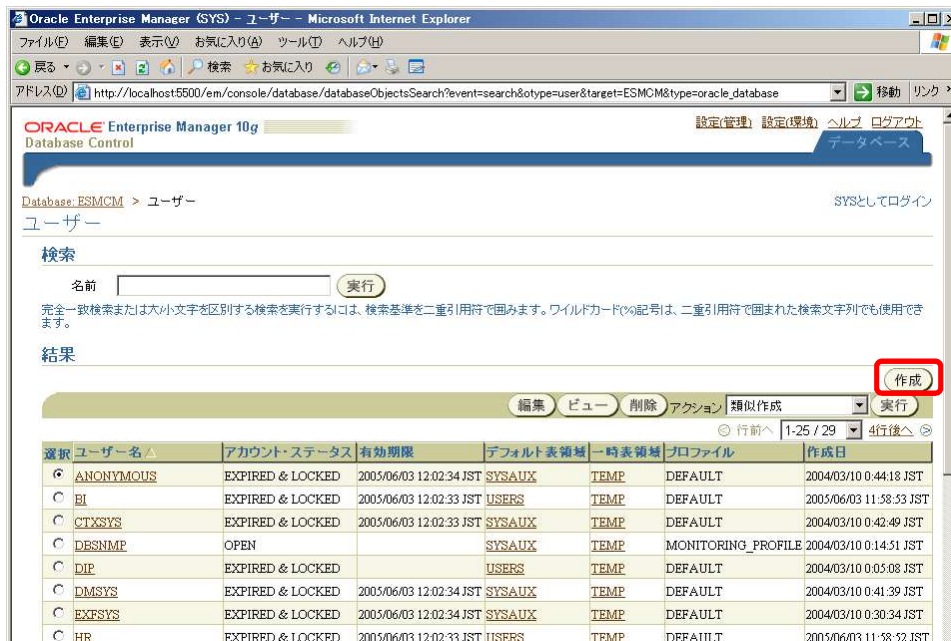 Oracle Enterprise Manager (SYS) - ユーザー - Microsoft Internet Explorer
ファイル(F) 編集(E) 表示(V) お気に入り(A) ツール(T) ヘルプ(H)
戻る 検索 お気に入り
アドレス(D) http://localhost:5500/em/console/database/databaseObjectsSearch?event=search&otype=user&target=ESMCM&type=oracle_database 移動 リンク
ORACLE Enterprise Manager 10g
Database Control
設定(管理) 設定(環境) ヘルプ ログアウト
データベース
Database: ESMCM > ユーザー SYSとしてログイン
ユーザー
検索
名前 実行
完全一致検索または大/小文字を区別する検索を実行するには、検索基準を二重引用符で囲みます。ワイルドカード(%)記号は、二重引用符で囲まれた検索文字列でも使用でき
ます。
結果
作成
編集 ビュー 削除 アクション 類似作成 実行
行前へ 1-25 / 29 4行後へ
選択 ユーザー名 アカウント・ステータス 有効期限 デフォルト表領域 一時表領域 プロファイル 作成日
ANONYMOUS EXPIRED & LOCKED 2005/06/03 12:02:34 JST SYSAUX TEMP DEFAULT 2004/03/10 0:44:18 JST
BI EXPIRED & LOCKED 2005/06/03 12:02:33 JST USERS TEMP DEFAULT 2005/06/03 11:58:53 JST
CTXSYS EXPIRED & LOCKED 2005/06/03 12:02:33 JST SYSAUX TEMP DEFAULT 2004/03/10 0:42:49 JST
DBSNMP OPEN SYSAUX TEMP MONITORING_PROFILE 2004/03/10 0:14:51 JST
DIP EXPIRED & LOCKED USERS TEMP DEFAULT 2004/03/10 0:05:08 JST
DMSYS EXPIRED & LOCKED 2005/06/03 12:02:34 JST SYSAUX TEMP DEFAULT 2004/03/10 0:41:39 JST
EXFSYS EXPIRED & LOCKED 2005/06/03 12:02:34 JST SYSAUX TEMP DEFAULT 2004/03/10 0:30:34 JST
HR EXPIRED & LOCKED 2005/06/03 12:02:33 JST USERS TEMP DEFAULT 2005/06/03 11:58:52 JST